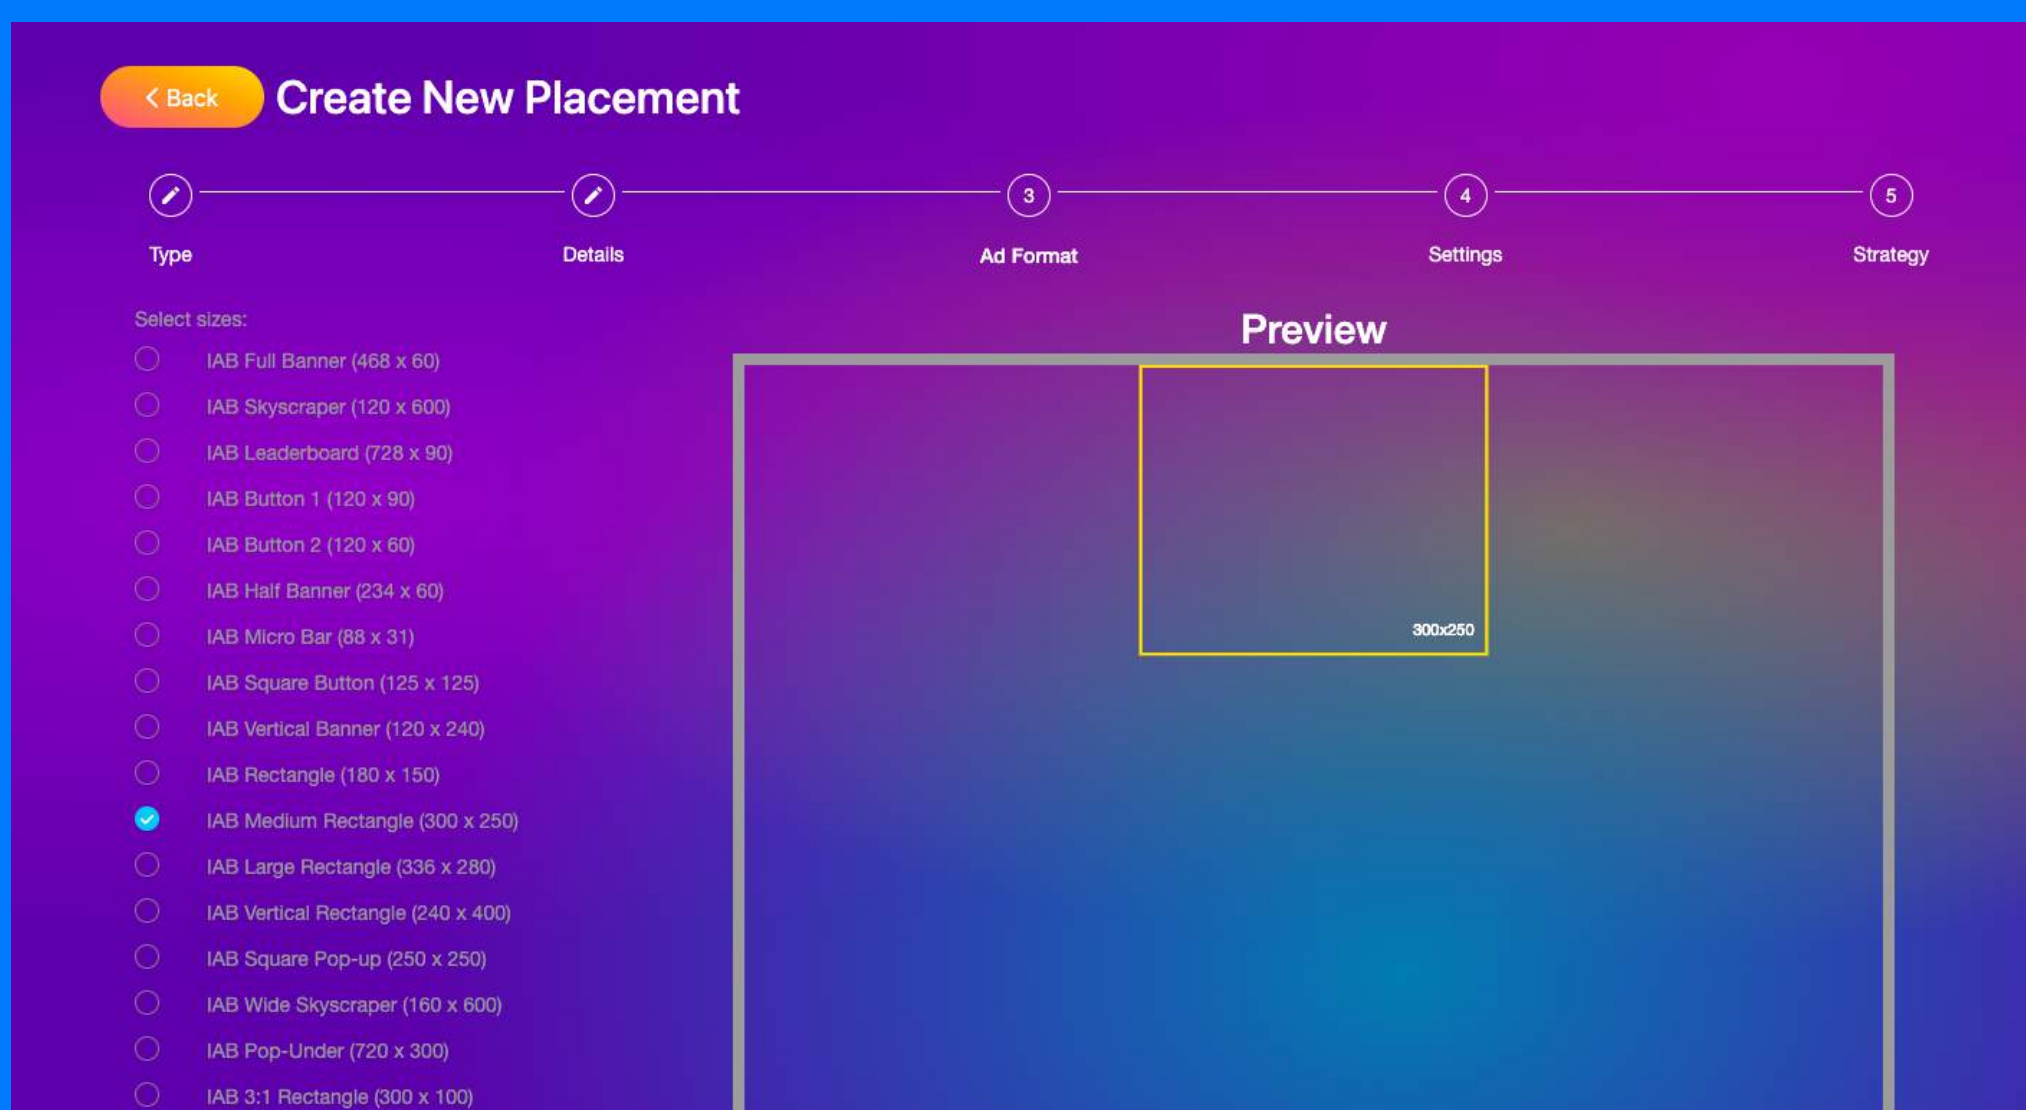 Back
Create New Placement
3
4
5
Type
Details
Ad Format
Settings
Strategy
Select sizes:
Preview
IAB Full Banner (468 x 60)
IAB Skyscraper (120 x 600)
IAB Leaderboard (728 x 90)
IAB Button 1 (120 x 90)
IAB Button 2 (120 x 60)
IAB Half Banner (234 x 60)
IAB Micro Bar (88 x 31)
300x250
IAB Square Button (125 x 125)
IAB Vertical Banner (120 x 240)
IAB Rectangle (180 x 150)
IAB Medium Rectangle (300 x 250)
IAB Large Rectangle (336 x 280)
IAB Vertical Rectangle (240 x 400)
IAB Square Pop-up (250 x 250)
IAB Wide Skyscraper (160 x 600)
IAB Pop-Under (720 x 300)
IAB 3:1 Rectangle (300 x 100)